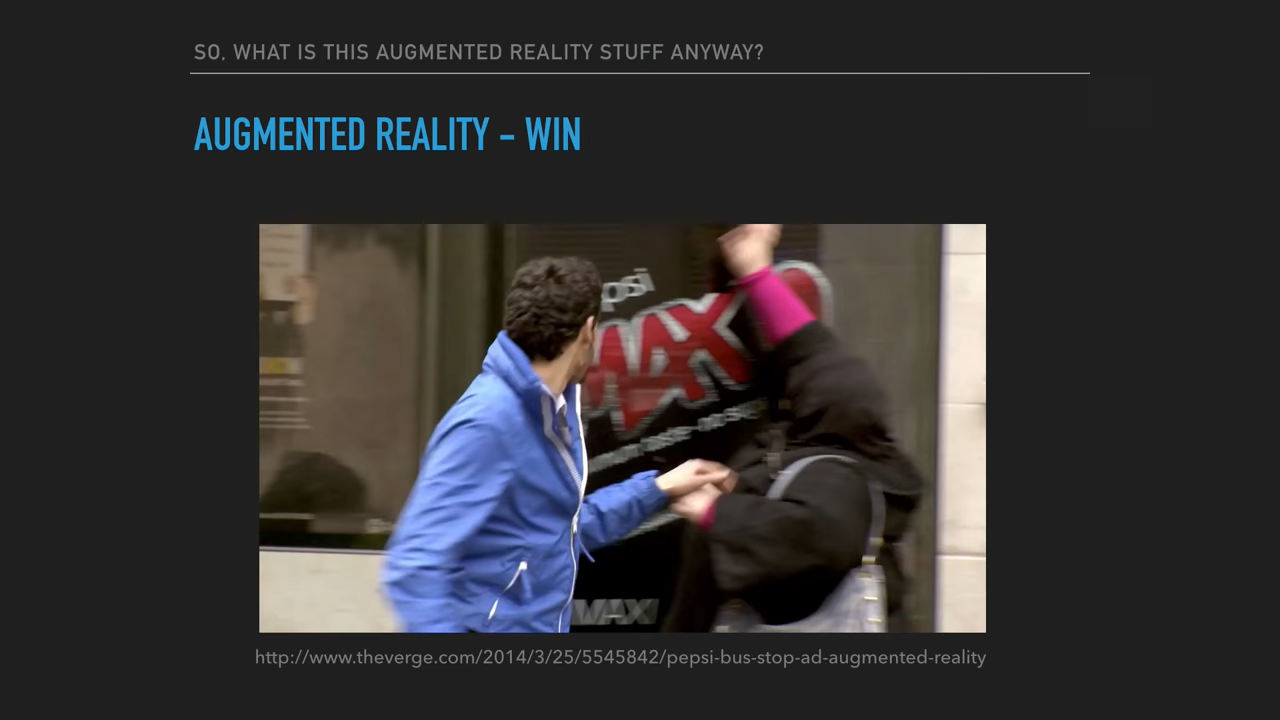 SO, WHAT IS THIS AUGMENTED REALITY STUFF ANYWAY?
AUGMENTED REALITY - WIN
psi
MAX
MAX
http://www.theverge.com/2014/3/25/5545842/pepsi-bus-stop-ad-augmented-reality